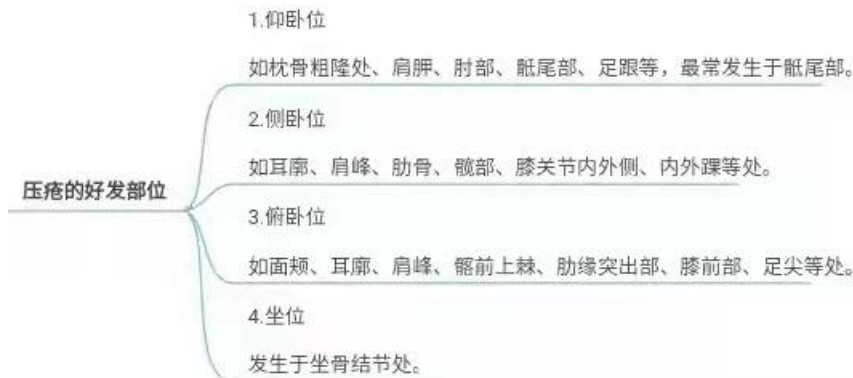 1.仰卧位
如枕骨粗隆处、肩胛、肘部、骶尾部、足跟等，最常发生于骶尾部。
2.侧卧位
如耳廓、肩峰、肋骨、髋部、膝关节内外侧、内外踝等处。
压疮的好发部位
3.俯卧位
如面颊、耳廓、肩峰、髂前上棘、肋缘突出部、膝前部、足尖等处。
4.坐位
发生于坐骨结节处。